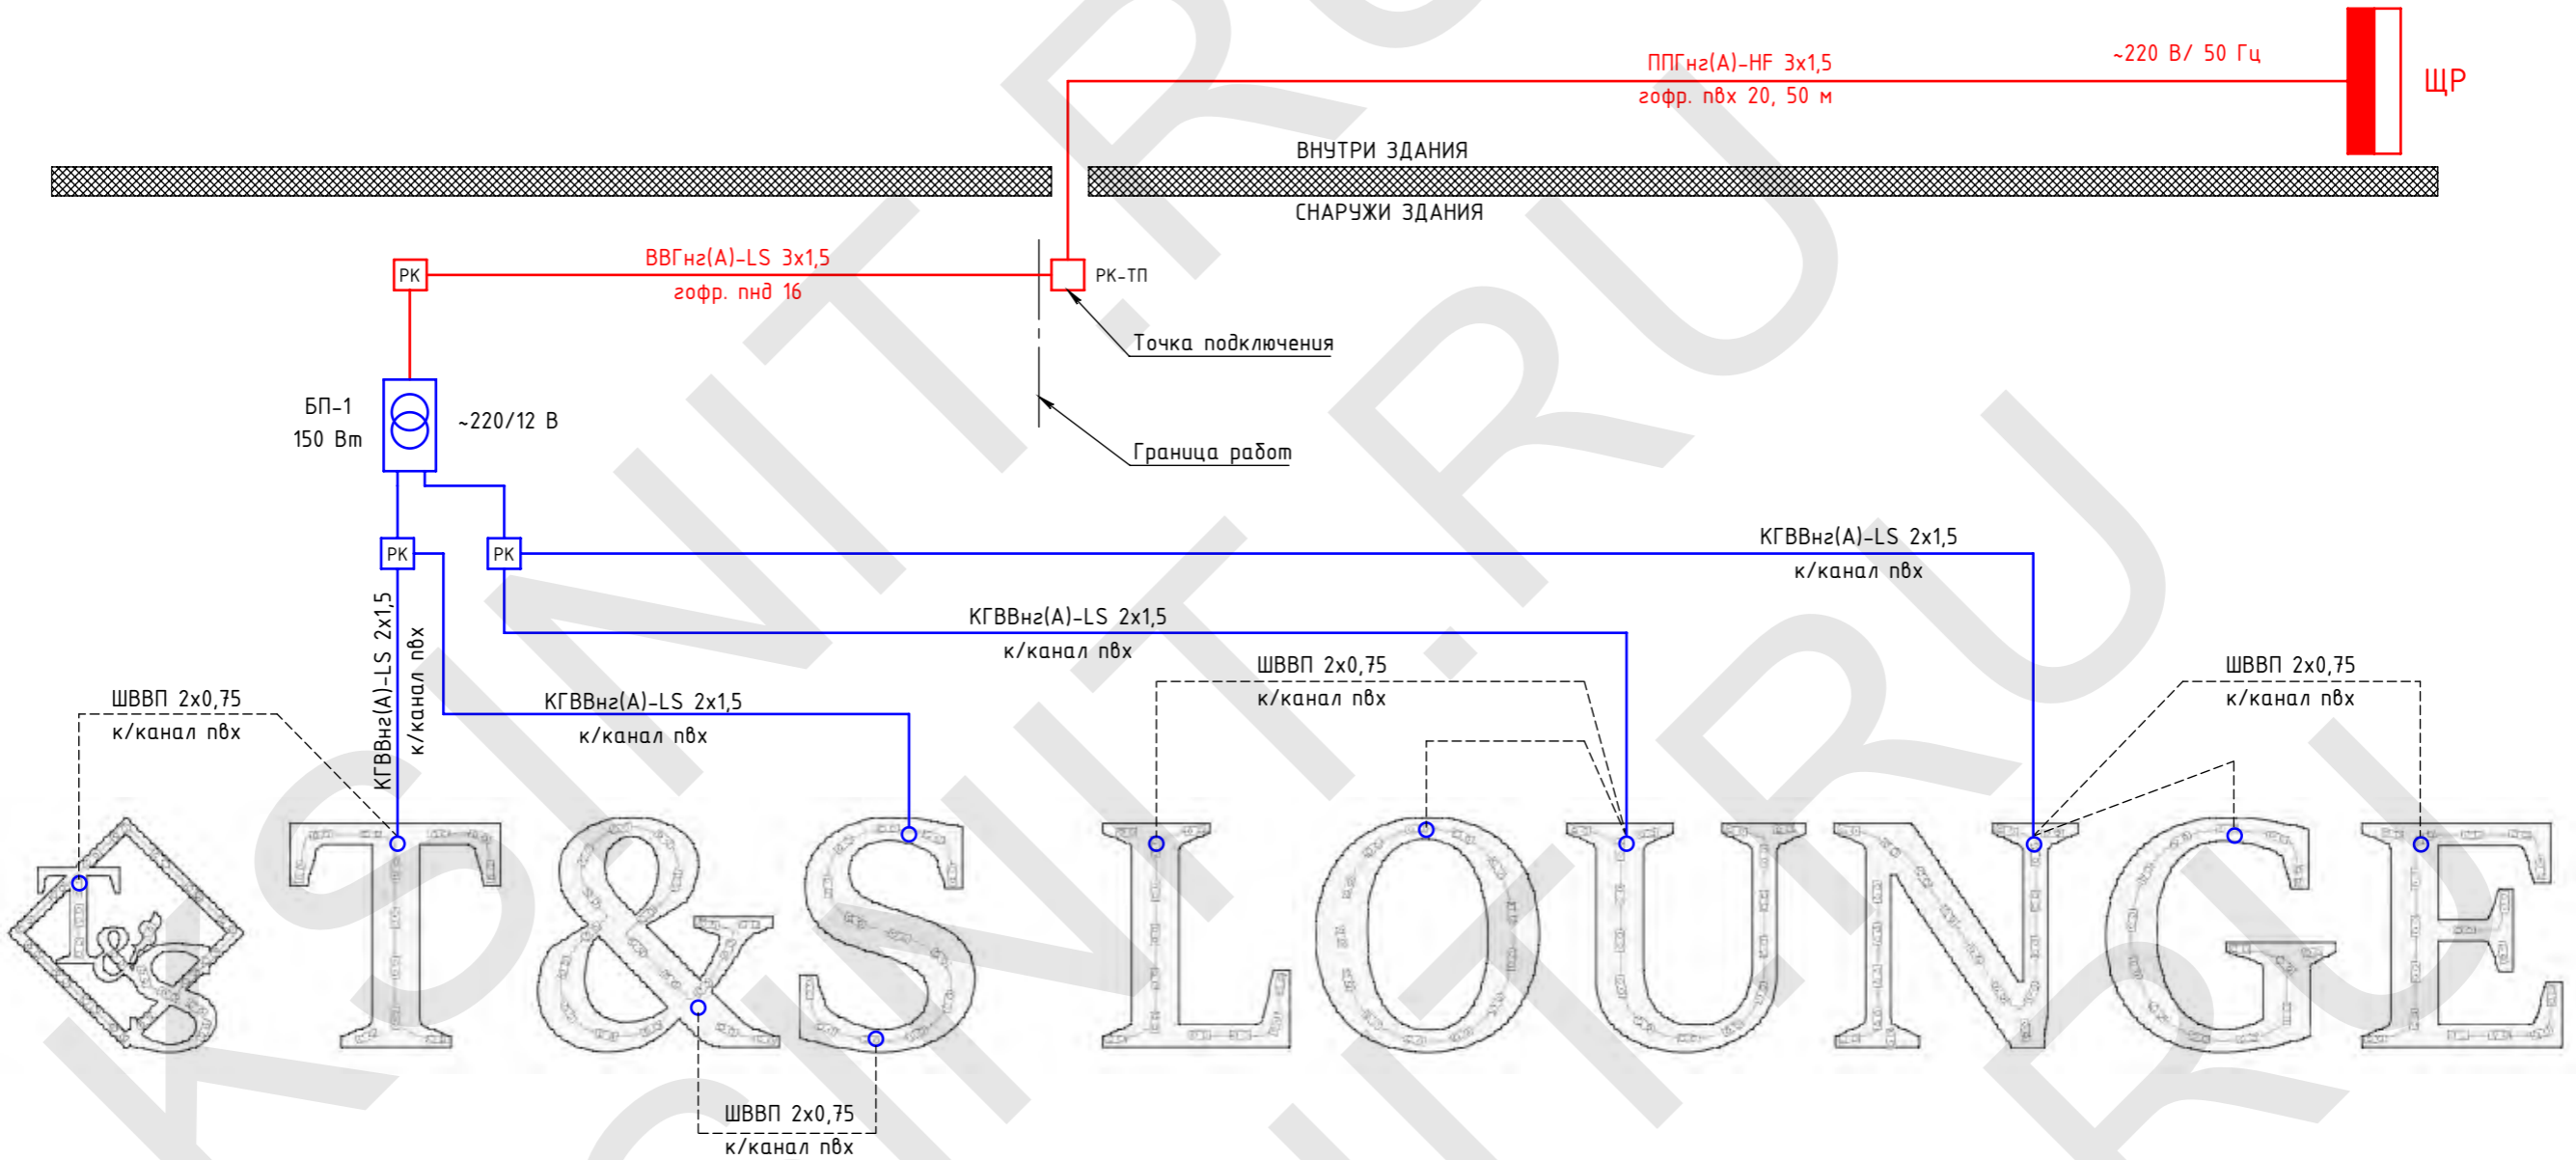 ППГнг(А)-HF 3х1,5
~220 В/ 50 Гц
гофр. пвх 20, 50 м
ЩР
ВНУТРИ ЗДАНИЯ
СНАРУЖИ ЗДАНИЯ
ВВГнг(А)-LS 3х1,5
гофр. пнд 16
РК
РК-ТП
Точка подключения
Граница работ
БП-1
150 Вт
~220/12 В
РК
РК
КГВВнг(А)-LS 2х1,5
к/канал пвх
КГВВнг(А)-LS 2х1,5
к/канал пвх
КГВВнг(А)-LS 2х1,5
к/канал пвх
ШВВП 2х0,75
к/канал пвх
ШВВП 2х0,75
к/канал пвх
ШВВП 2х0,75
к/канал пвх
КГВВнг(А)-LS 2х1,5
к/канал пвх
T&S
T&S LOUNGE
ШВВП 2х0,75
к/канал пвх